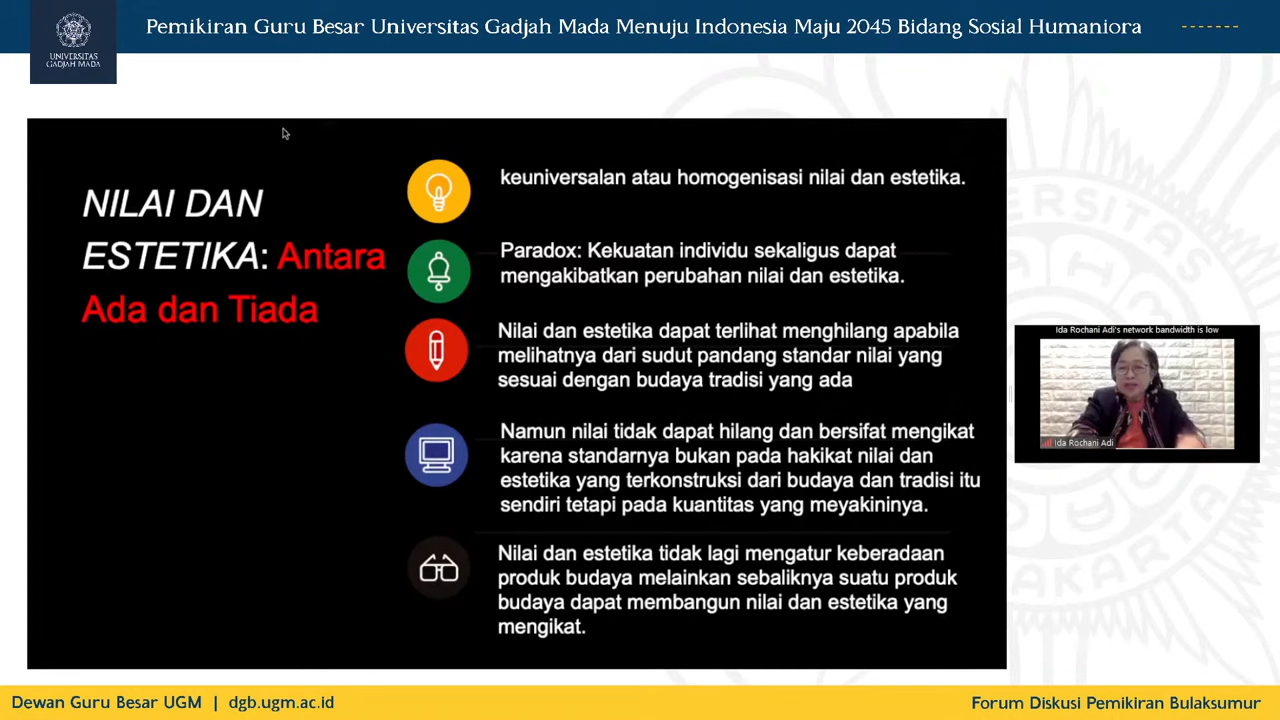 Pemikiran Guru Besar Universitas Gadjah Mada Menuju Indonesia Maju 2045 Bidang Sosial Humaniora
UNIVERSITAS
GADJAH MADA
NILAI DAN
ESTETIKA: Antara
Ada dan Tiada
keuniversalan atau homogenisasi nilai dan estetika.
Paradox: Kekuatan individu sekaligus dapat
mengakibatkan perubahan nilai dan estetika.
Nilai dan estetika dapat terlihat menghilang apabila
melihatnya dari sudut pandang standar nilai yang
sesuai dengan budaya tradisi yang ada
Namun nilai tidak dapat hilang dan bersifat mengikat
karena standarnya bukan pada hakikat nilai dan
estetika yang terkonstruksi dari budaya dan tradisi itu
sendiri tetapi pada kuantitas yang meyakininya.
Nilai dan estetika tidak lagi mengatur keberadaan
produk budaya melainkan sebaliknya suatu produk
budaya dapat membangun nilai dan estetika yang
mengikat.
Ida Rochani Adi's network bandwidth is low
Ida Rochani Adi
Dewan Guru Besar UGM | dgb.ugm.ac.id
Forum Diskusi Pemikiran Bulaksumur